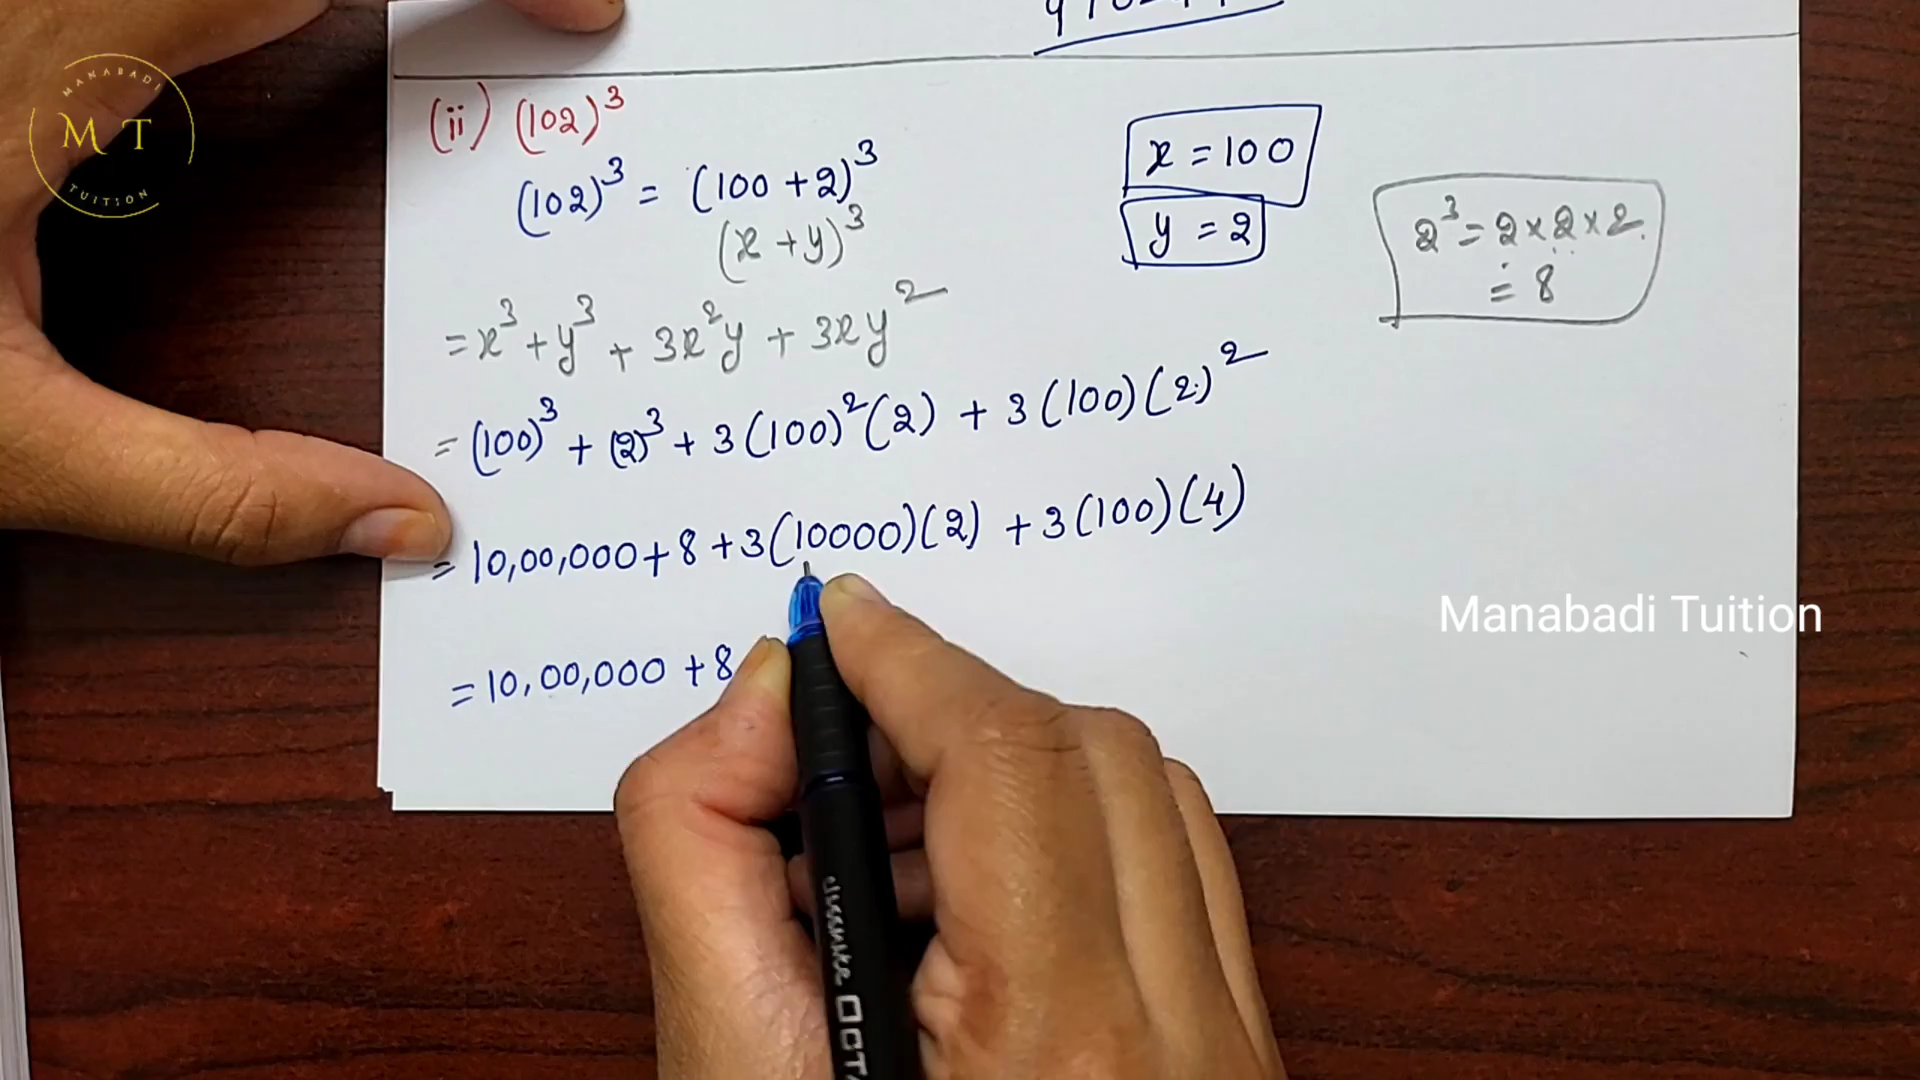 MANABADI
M T
TUITION
(ii) (102)³
(102)³ = (100 + 2)³
(x + y)³
x = 100
y = 2
2³ = 2 × 2 × 2
= 8
= x³ + y³ + 3x²y + 3xy²
= (100)³ + (2)³ + 3(100)²(2) + 3(100)(2)²
= 10,00,000 + 8 + 3(10000)(2) + 3(100)(4)
= 10,00,000 + 8
Manabadi Tuition
OCTA